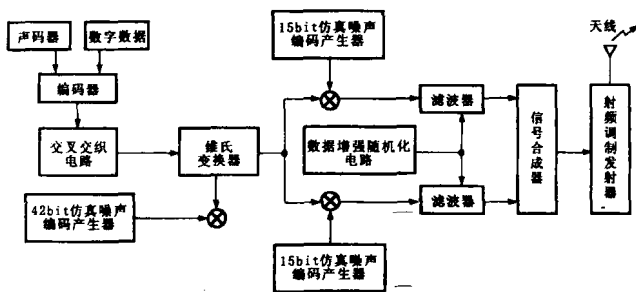 声码器
数字数据
编码器
交叉交织
电路
维氏
变换器
42bit仿真噪声
编码产生器
15bit仿真噪声
编码产生器
数据增强随机化
电路
15bit仿真噪声
编码产生器
滤波器
滤波器
信号合成器
射频调制发射器
天线